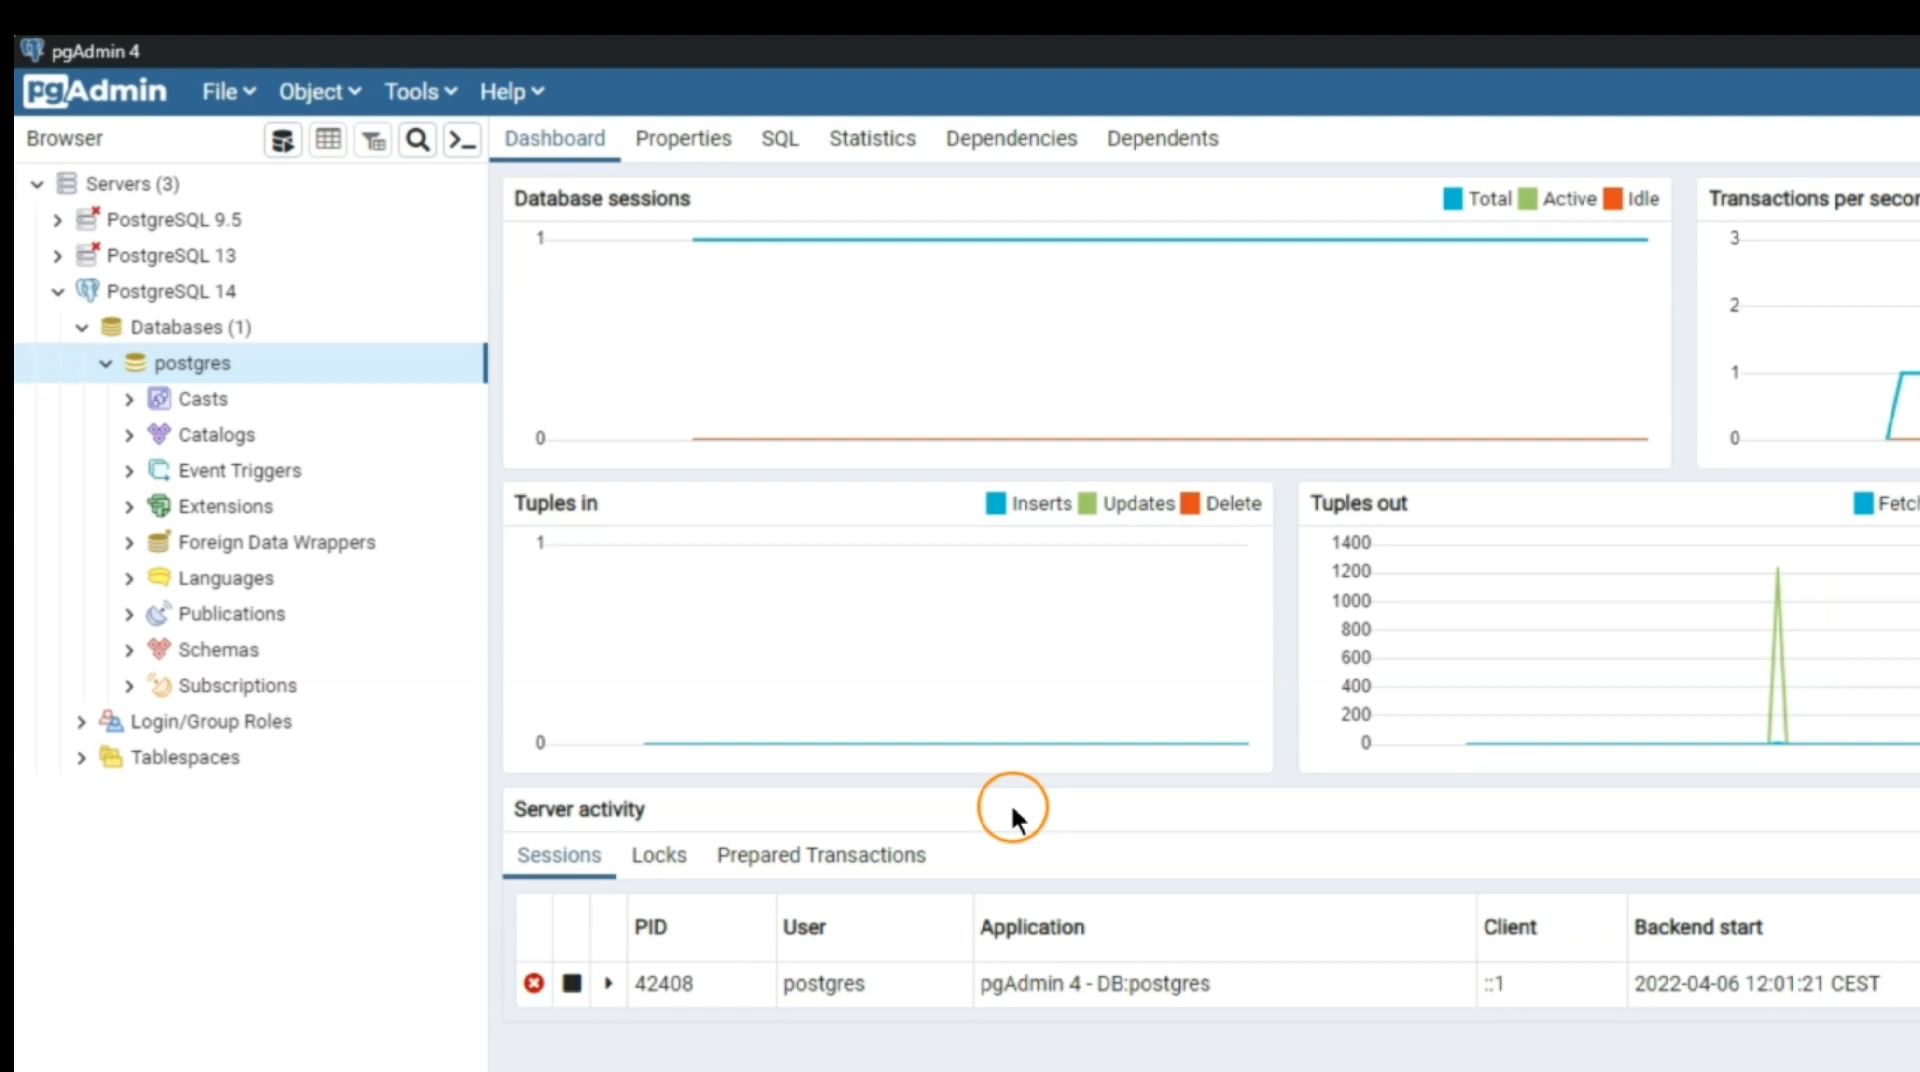 pgAdmin 4
pgAdmin File Object Tools Help
Browser
Dashboard Properties SQL Statistics Dependencies Dependents
Servers (3)
PostgreSQL 9.5
PostgreSQL 13
PostgreSQL 14
Databases (1)
postgres
Casts
Catalogs
Event Triggers
Extensions
Foreign Data Wrappers
Languages
Publications
Schemas
Subscriptions
Login/Group Roles
Tablespaces
Database sessions Total Active Idle
1
0
Transactions per secon
3
2
1
0
Tuples in Inserts Updates Delete
1
0
Tuples out Fetch
1400
1200
1000
800
600
400
200
0
Server activity
Sessions Locks Prepared Transactions
PID User Application Client Backend start
42408 postgres pgAdmin 4 - DB:postgres ::1 2022-04-06 12:01:21 CEST